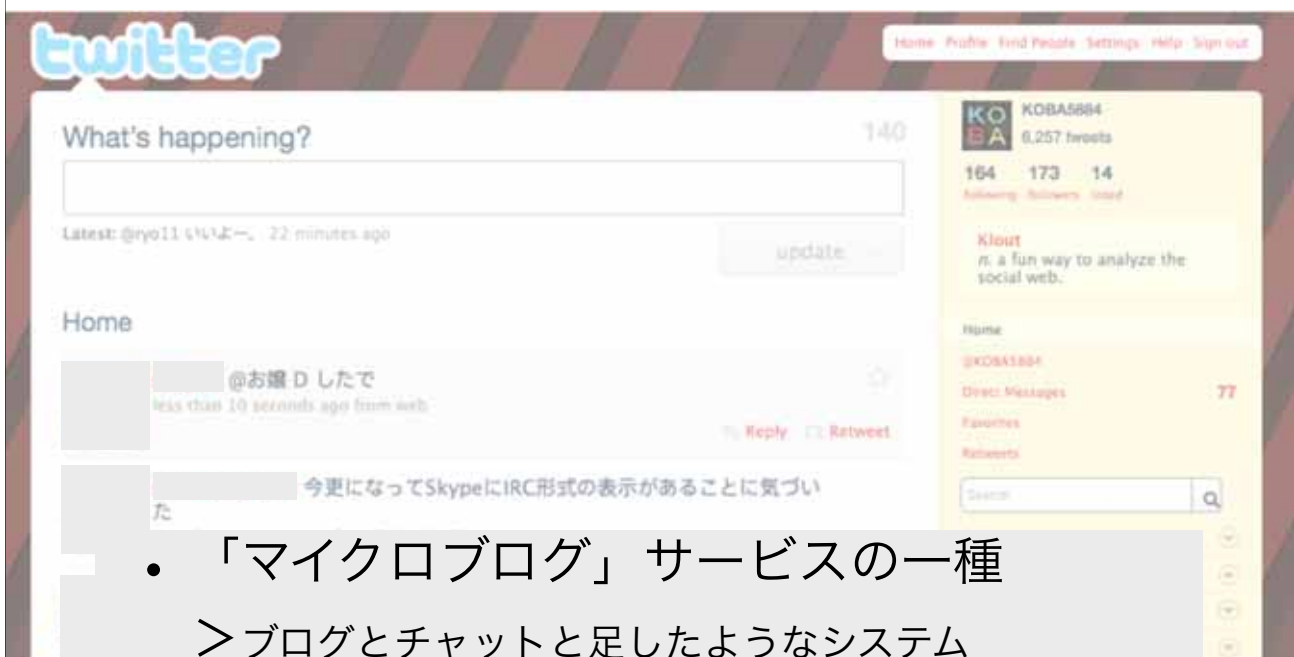 twitter
Home Profile Find People Settings Help Sign out
What's happening?
140
Latest: @ryo11 いいよー。 22 minutes ago
update
Home
@お嬢 D したで
less than 10 seconds ago from web
Reply Retweet
今更になってSkypeにIRC形式の表示があることに気づい
た
KOBA
KOBA5884
6,257 tweets
164 173 14
following followers listed
Klout
n. a fun way to analyze the
social web.
Home
@KOBA5884
Direct Messages 77
Favorites
Retweets
Search
• 「マイクロブログ」サービスの一種
＞ブログとチャットと足したようなシステム